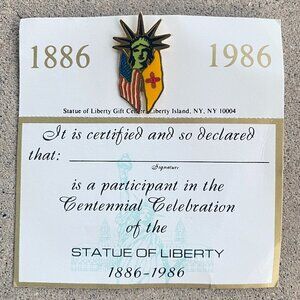 1886 1986
Statue of Liberty Gift Center, Liberty Island, NY, NY 10004
It is certified and so declared
that:
Signature
is a participant in the
Centennial Celebration
of the
STATUE OF LIBERTY
1886-1986